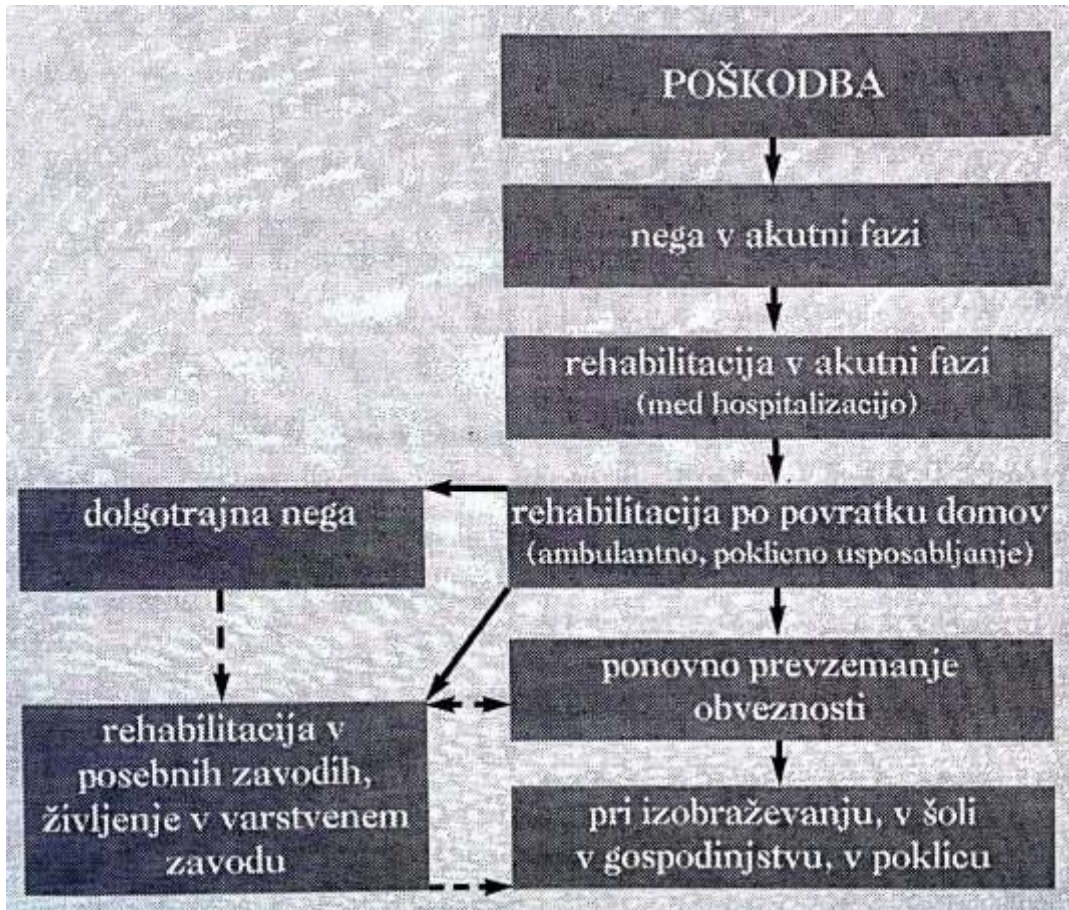 POŠKODBA
nega v akutni fazi
rehabilitacija v akutni fazi
(med hospitalizacijo)
dolgotrajna nega
rehabilitacija po povratku domov
(ambulantno, poklicno usposabljanje)
ponovno prevzemanje
obveznosti
rehabilitacija v
posebnih zavodih,
življenje v varstvenem
zavodu
pri izobraževanju, v šoli
v gospodinjstvu, v poklicu